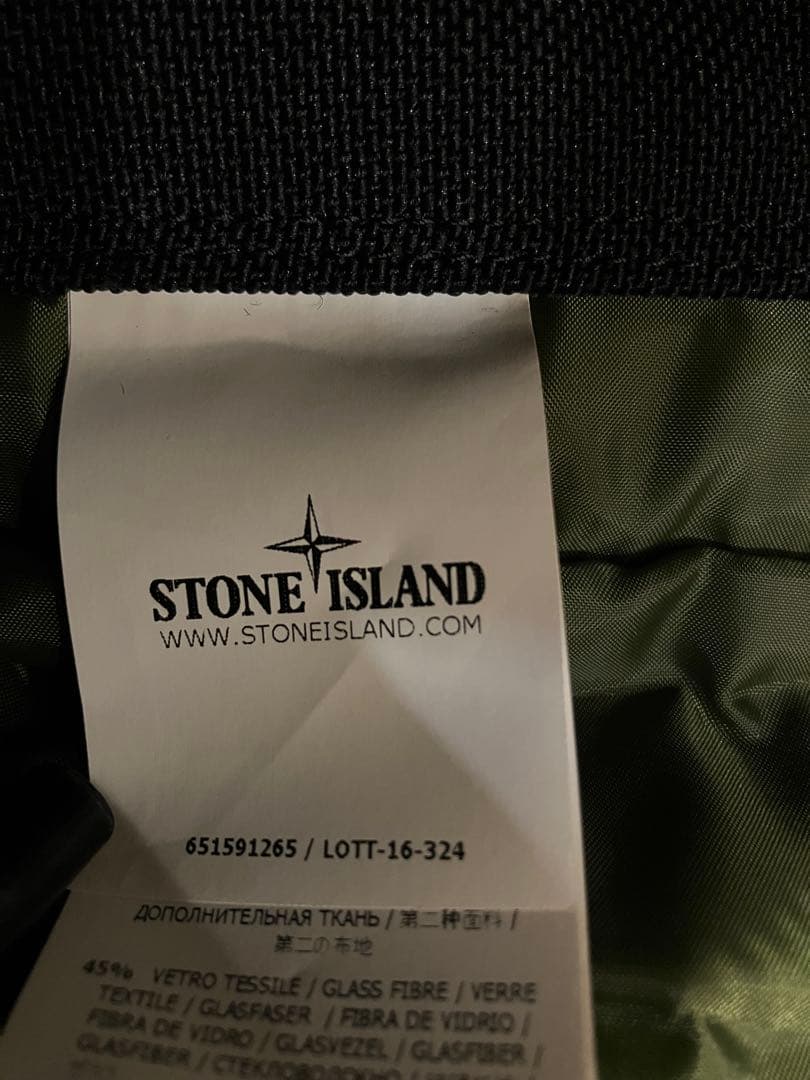 STONE ISLAND
WWW.STONEISLAND.COM
651591265 / LOTT-16-324
ДОПОЛНИТЕЛЬНАЯ ТКАНЬ / 第二种面料 /
第二の布地
45% VETRO TESSILE / GLASS FIBRE / VERRE
TEXTILE / GLASFASER / FIBRA DE VIDRIO /
FIBRA DE VIDRO / GLASVEZEL / GLASFIBER /
GLASFIBER / СТЕКЛОВОЛОКНО /